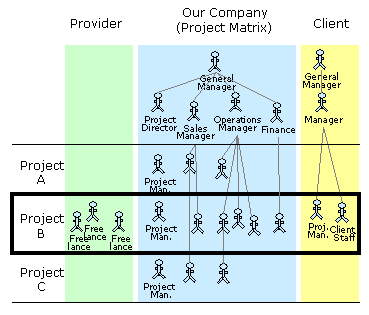 Provider
Our Company
(Project Matrix)
Client
General
Manager
General
Manager
Project
Director
Sales
Manager
Operations
Manager
Finance
Manager
Project
A
Project
Man.
Project
B
Free
lance
Free
lance
Free
lance
Project
Man.
Proj.
Man.
Client
Staff
Project
C
Project
Man.